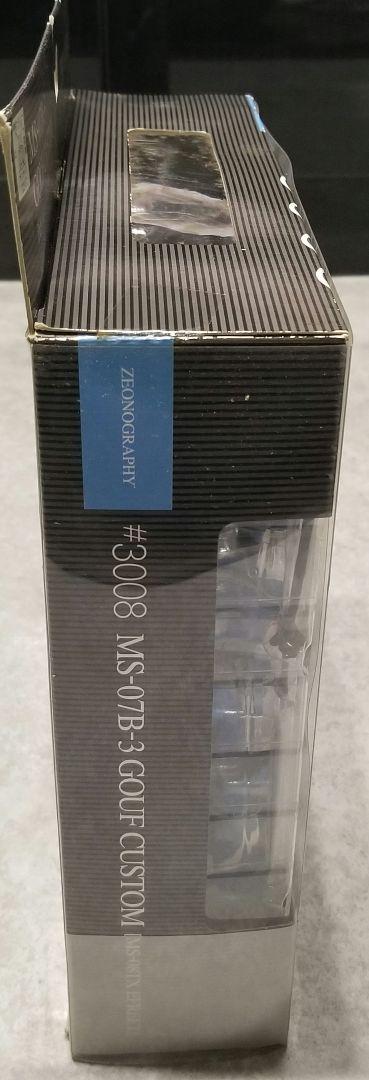 ZEONOGRAPHY
#3008 MS-07B-3 GOUF CUSTOM